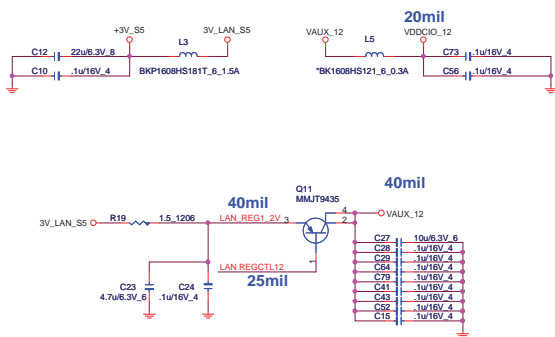 20mil
+3V_S5 3V_LAN_S5 VAUX_12 VDDCIO_12
C12 22u/6.3V_8 L3 L5 C73 .1u/16V_4
C10 .1u/16V_4 BKP1608HS181T_6_1.5A *BK1608HS121_6_0.3A C56 .1u/16V_4
Q11
MMJT9435
40mil 40mil
3V_LAN_S5 R19 1.5_1206 LAN_REG1_2V 3 4 VAUX_12
2
1
C27 10u/6.3V_6
C28 .1u/16V_4
C29 .1u/16V_4
LAN_REGCTL12 C64 .1u/16V_4
25mil
C23 C24 C79 .1u/16V_4
4.7u/6.3V_6 .1u/16V_4 C41 .1u/16V_4
C43 .1u/16V_4
C52 .1u/16V_4
C15 .1u/16V_4